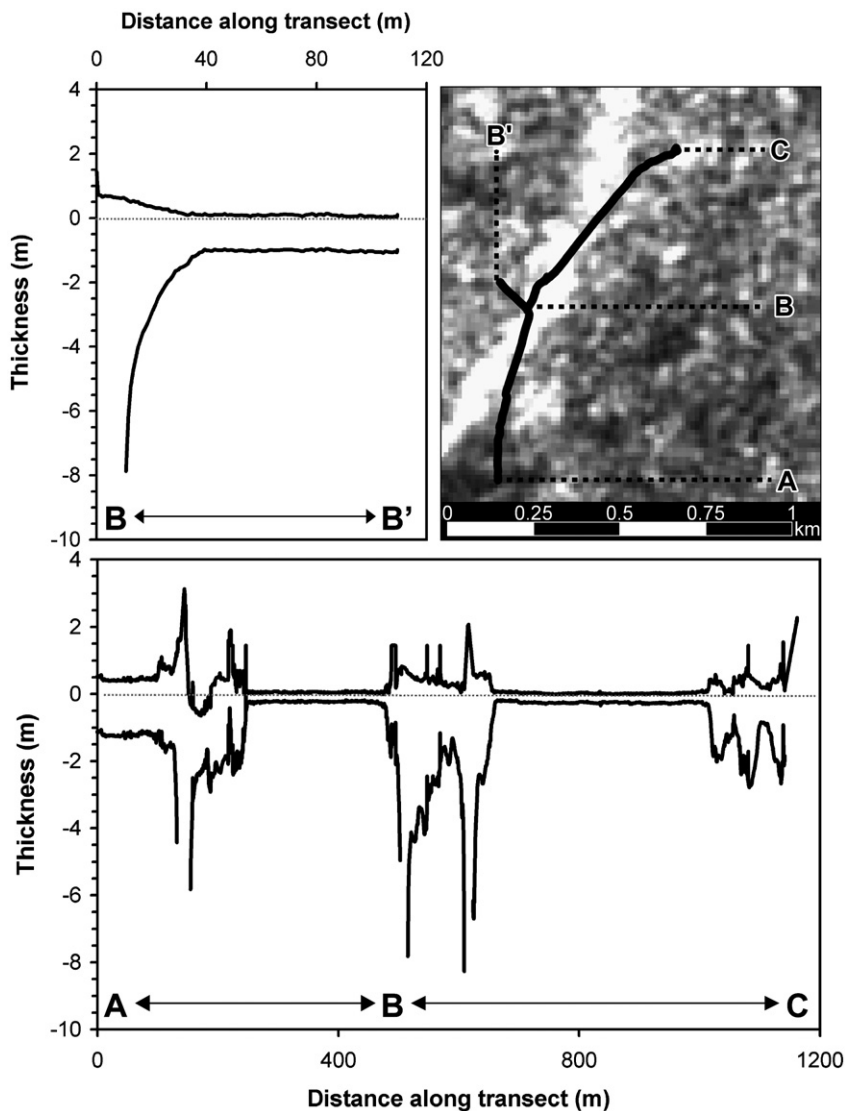 Distance along transect (m)
0 40 80 120
4
2
0
-2
-4
-6
-8
-10
Thickness (m)
B B’
B'
C
B
A
0 0.25 0.5 0.75 1
km
4
2
0
-2
-4
-6
-8
-10
Thickness (m)
A B C
0 400 800 1200
Distance along transect (m)